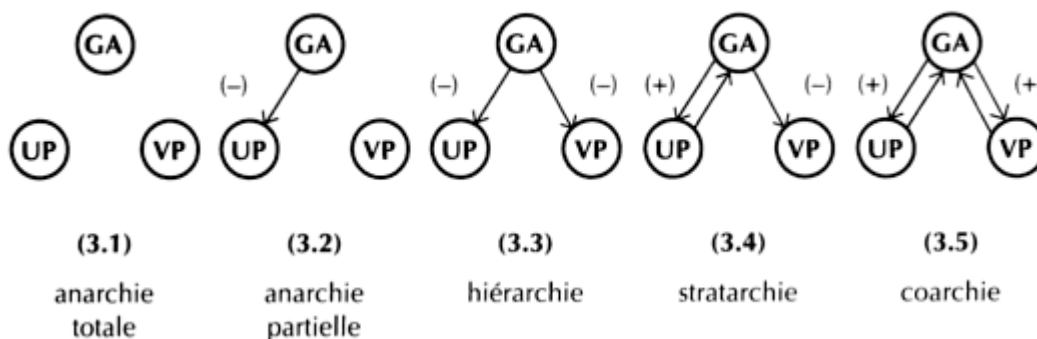 GA GA GA GA GA
(–) (–) (–) (+) (–) (+) (+
UP VP UP VP UP VP UP VP UP VP
(3.1) (3.2) (3.3) (3.4) (3.5)
anarchie anarchie hiérarchie stratarchie coarchie
totale partielle